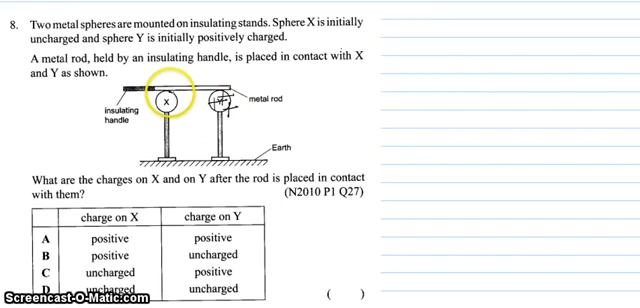 8. Two metal spheres are mounted on insulating stands. Sphere X is initially
uncharged and sphere Y is initially positively charged.
A metal rod, held by an insulating handle, is placed in contact with X
and Y as shown.
metal rod
X
insulating
handle
Earth
What are the charges on X and on Y after the rod is placed in contact
with them? (N2010 P1 Q27)
charge on X charge on Y
A positive positive
B positive uncharged
C uncharged positive
D uncharged uncharged
( )
Screencast-O-Matic.com